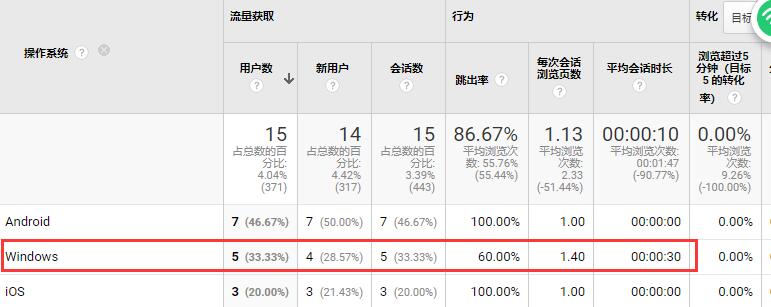 流量获取 行为 转化 目标
操作系统 ?
用户数 ? ↓ 新用户 ? 会话数 ? 跳出率 ? 每次会话浏览页数 ? 平均会话时长 ? 浏览超过5分钟（目标 5 的转化率） ?
15 14 15 86.67% 1.13 00:00:10 0.00%
占总数的百分比: 4.04% (371) 占总数的百分比: 4.42% (317) 占总数的百分比: 3.39% (443) 平均浏览次数: 55.76% (55.44%) 平均浏览次数: 2.33 (-51.44%) 平均浏览次数: 00:01:47 (-90.77%) 平均浏览次数: 9.26% (-100.00%)
Android 7 (46.67%) 7 (50.00%) 7 (46.67%) 100.00% 1.00 00:00:00 0.00%
Windows 5 (33.33%) 4 (28.57%) 5 (33.33%) 60.00% 1.40 00:00:30 0.00%
iOS 3 (20.00%) 3 (21.43%) 3 (20.00%) 100.00% 1.00 00:00:00 0.00%